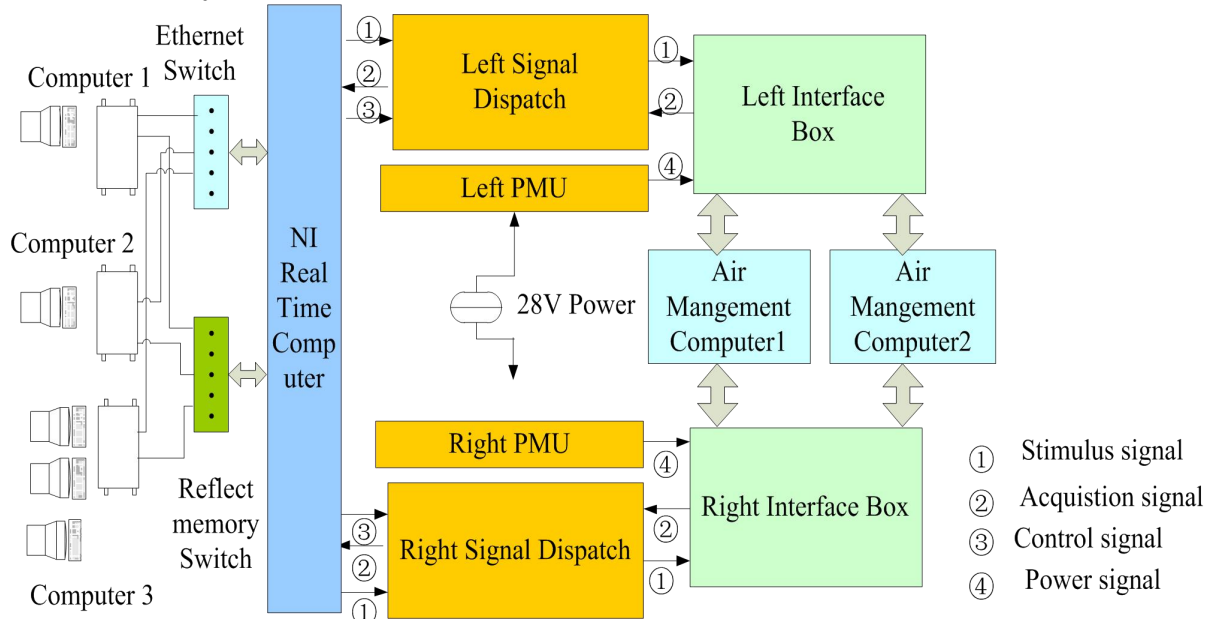 Ethernet
Switch
Computer 1
Computer 2
Reflect
memory
Switch
Computer 3
NI
Real
Time
Comp
uter
①
②
③
Left Signal
Dispatch
①
②
Left Interface
Box
Left PMU
④
28V Power
Air
Mangement
Computer1
Air
Mangement
Computer2
Right PMU
④
③
②
①
Right Signal Dispatch
②
①
Right Interface Box
① Stimulus signal
② Acquistion signal
③ Control signal
④ Power signal